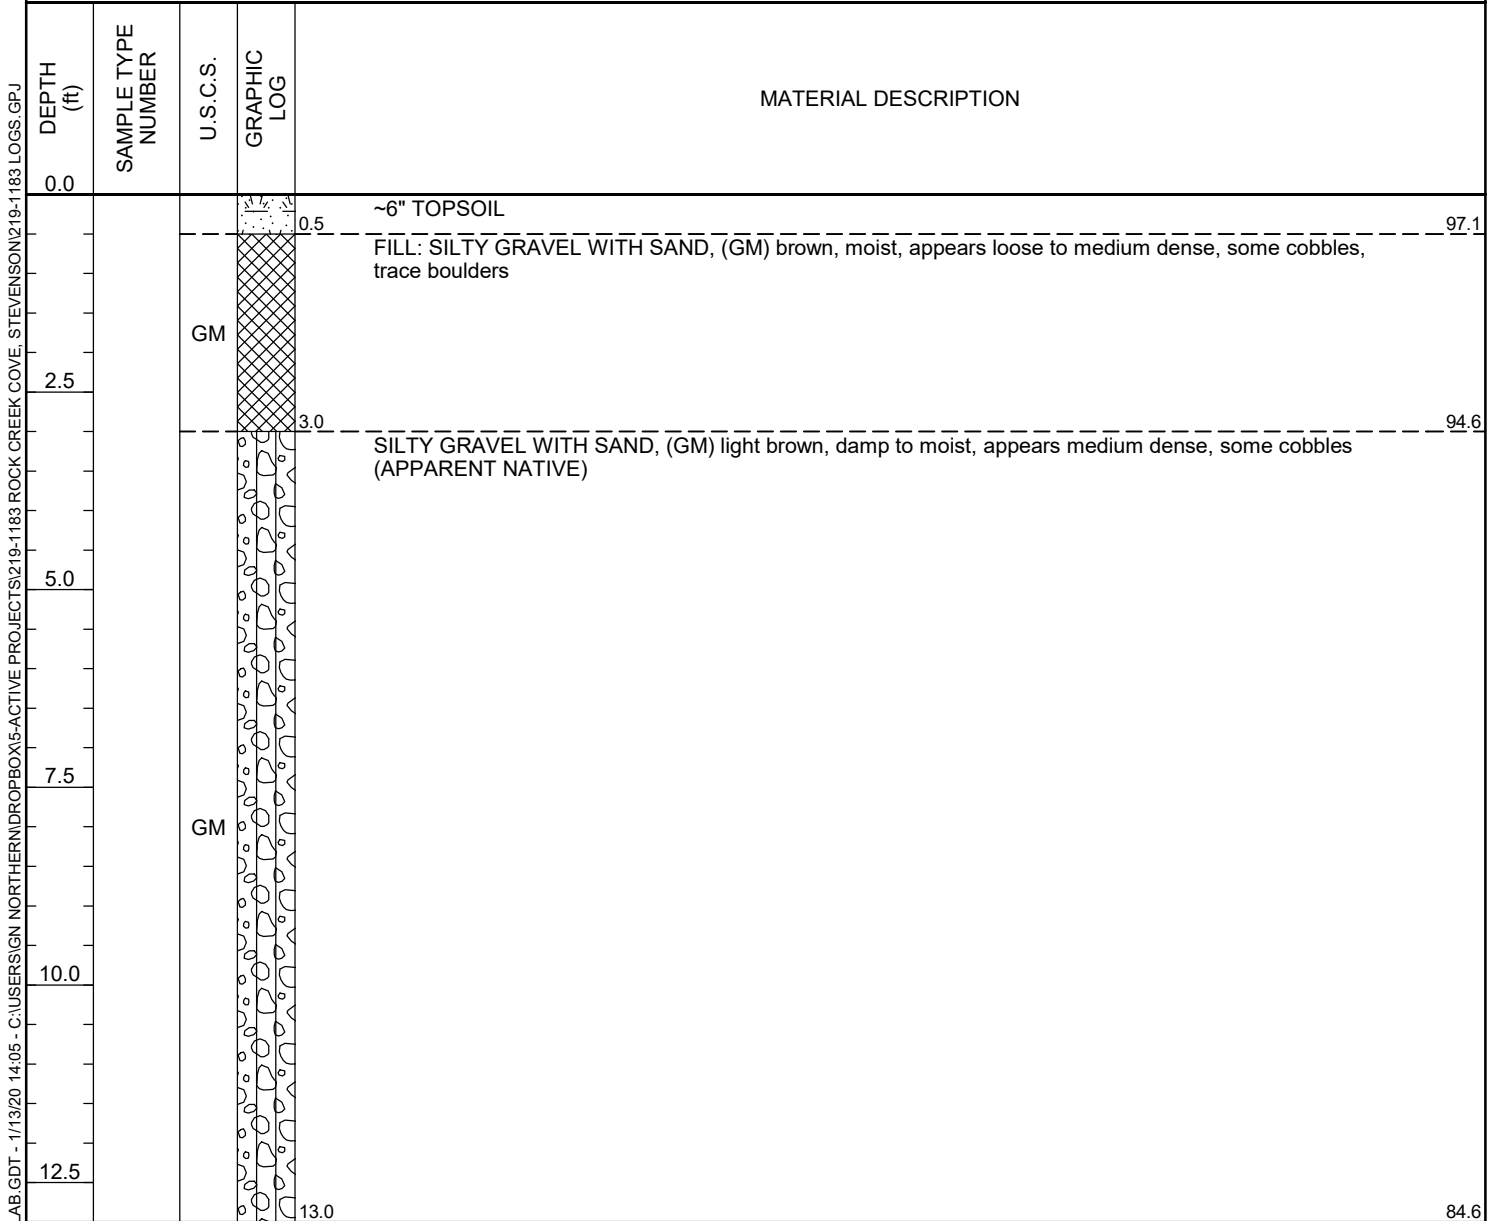 DEPTH
(ft)
SAMPLE TYPE
NUMBER
U.S.C.S.
GRAPHIC
LOG
MATERIAL DESCRIPTION
0.0
~6" TOPSOIL
0.5
97.1
FILL: SILTY GRAVEL WITH SAND, (GM) brown, moist, appears loose to medium dense, some cobbles,
trace boulders
GM
2.5
3.0
94.6
SILTY GRAVEL WITH SAND, (GM) light brown, damp to moist, appears medium dense, some cobbles
(APPARENT NATIVE)
5.0
7.5
GM
10.0
12.5
13.0
84.6
AB.GDT - 1/13/20 14:05 - C:\USERS\GN NORTHERN\DROPBOX\5-ACTIVE PROJECTS\219-1183 ROCK CREEK COVE, STEVENSON\219-1183 LOGS.GPJ